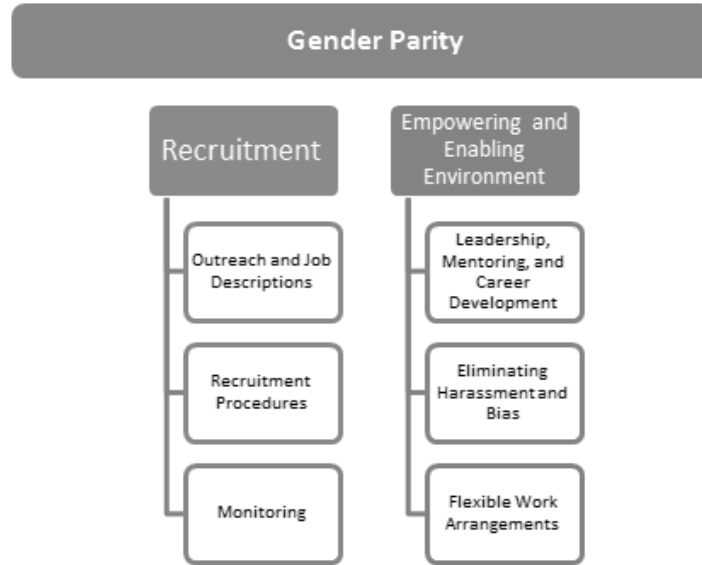 Gender Parity
Recruitment
Outreach and Job
Descriptions
Recruitment
Procedures
Monitoring
Empowering and
Enabling
Environment
Leadership,
Mentoring, and
Career
Development
Eliminating
Harassment and
Bias
Flexible Work
Arrangements